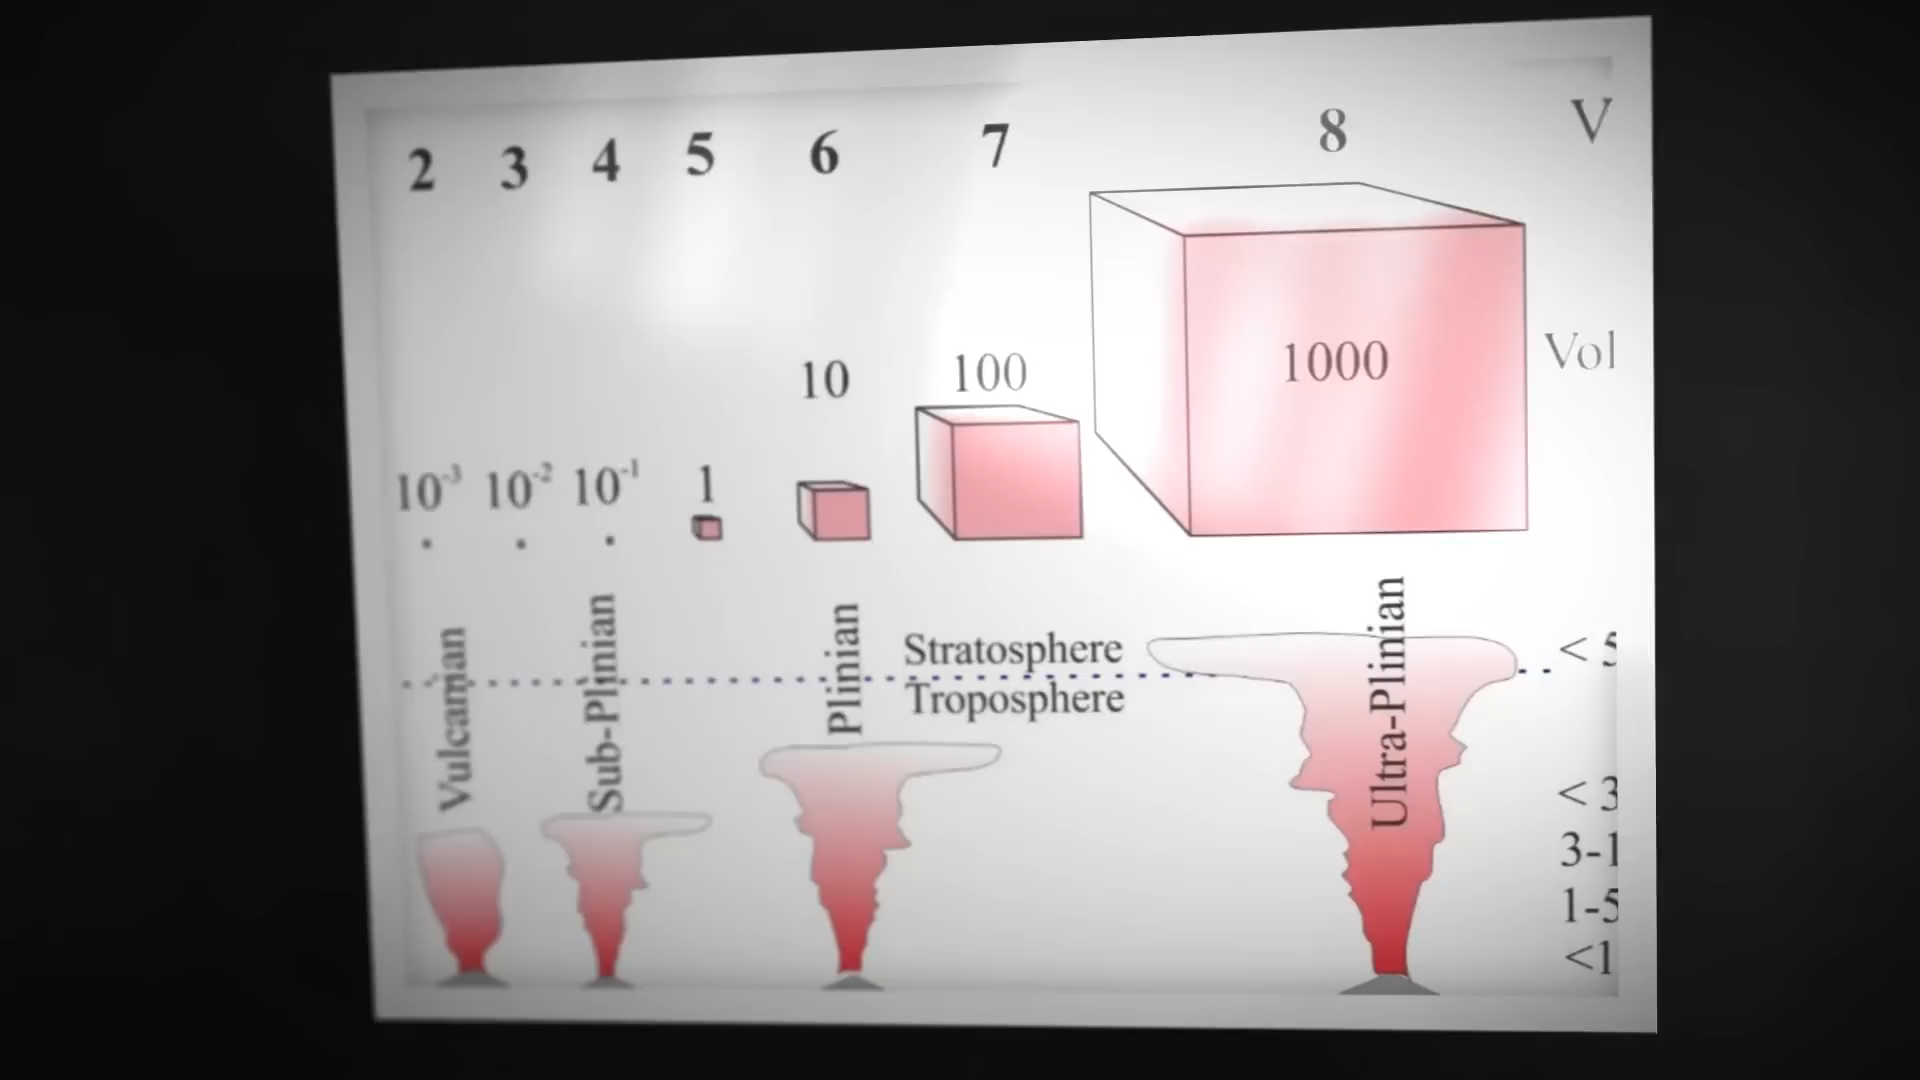 2 3 4 5 6 7 8 V
10 100 1000 Vol
10⁻³ 10⁻² 10⁻¹ 1
Vulcanian
Sub-Plinian
Plinian
Stratosphere
Troposphere
Ultra-Plinian
< 5
< 3
3-1
1-5
<1